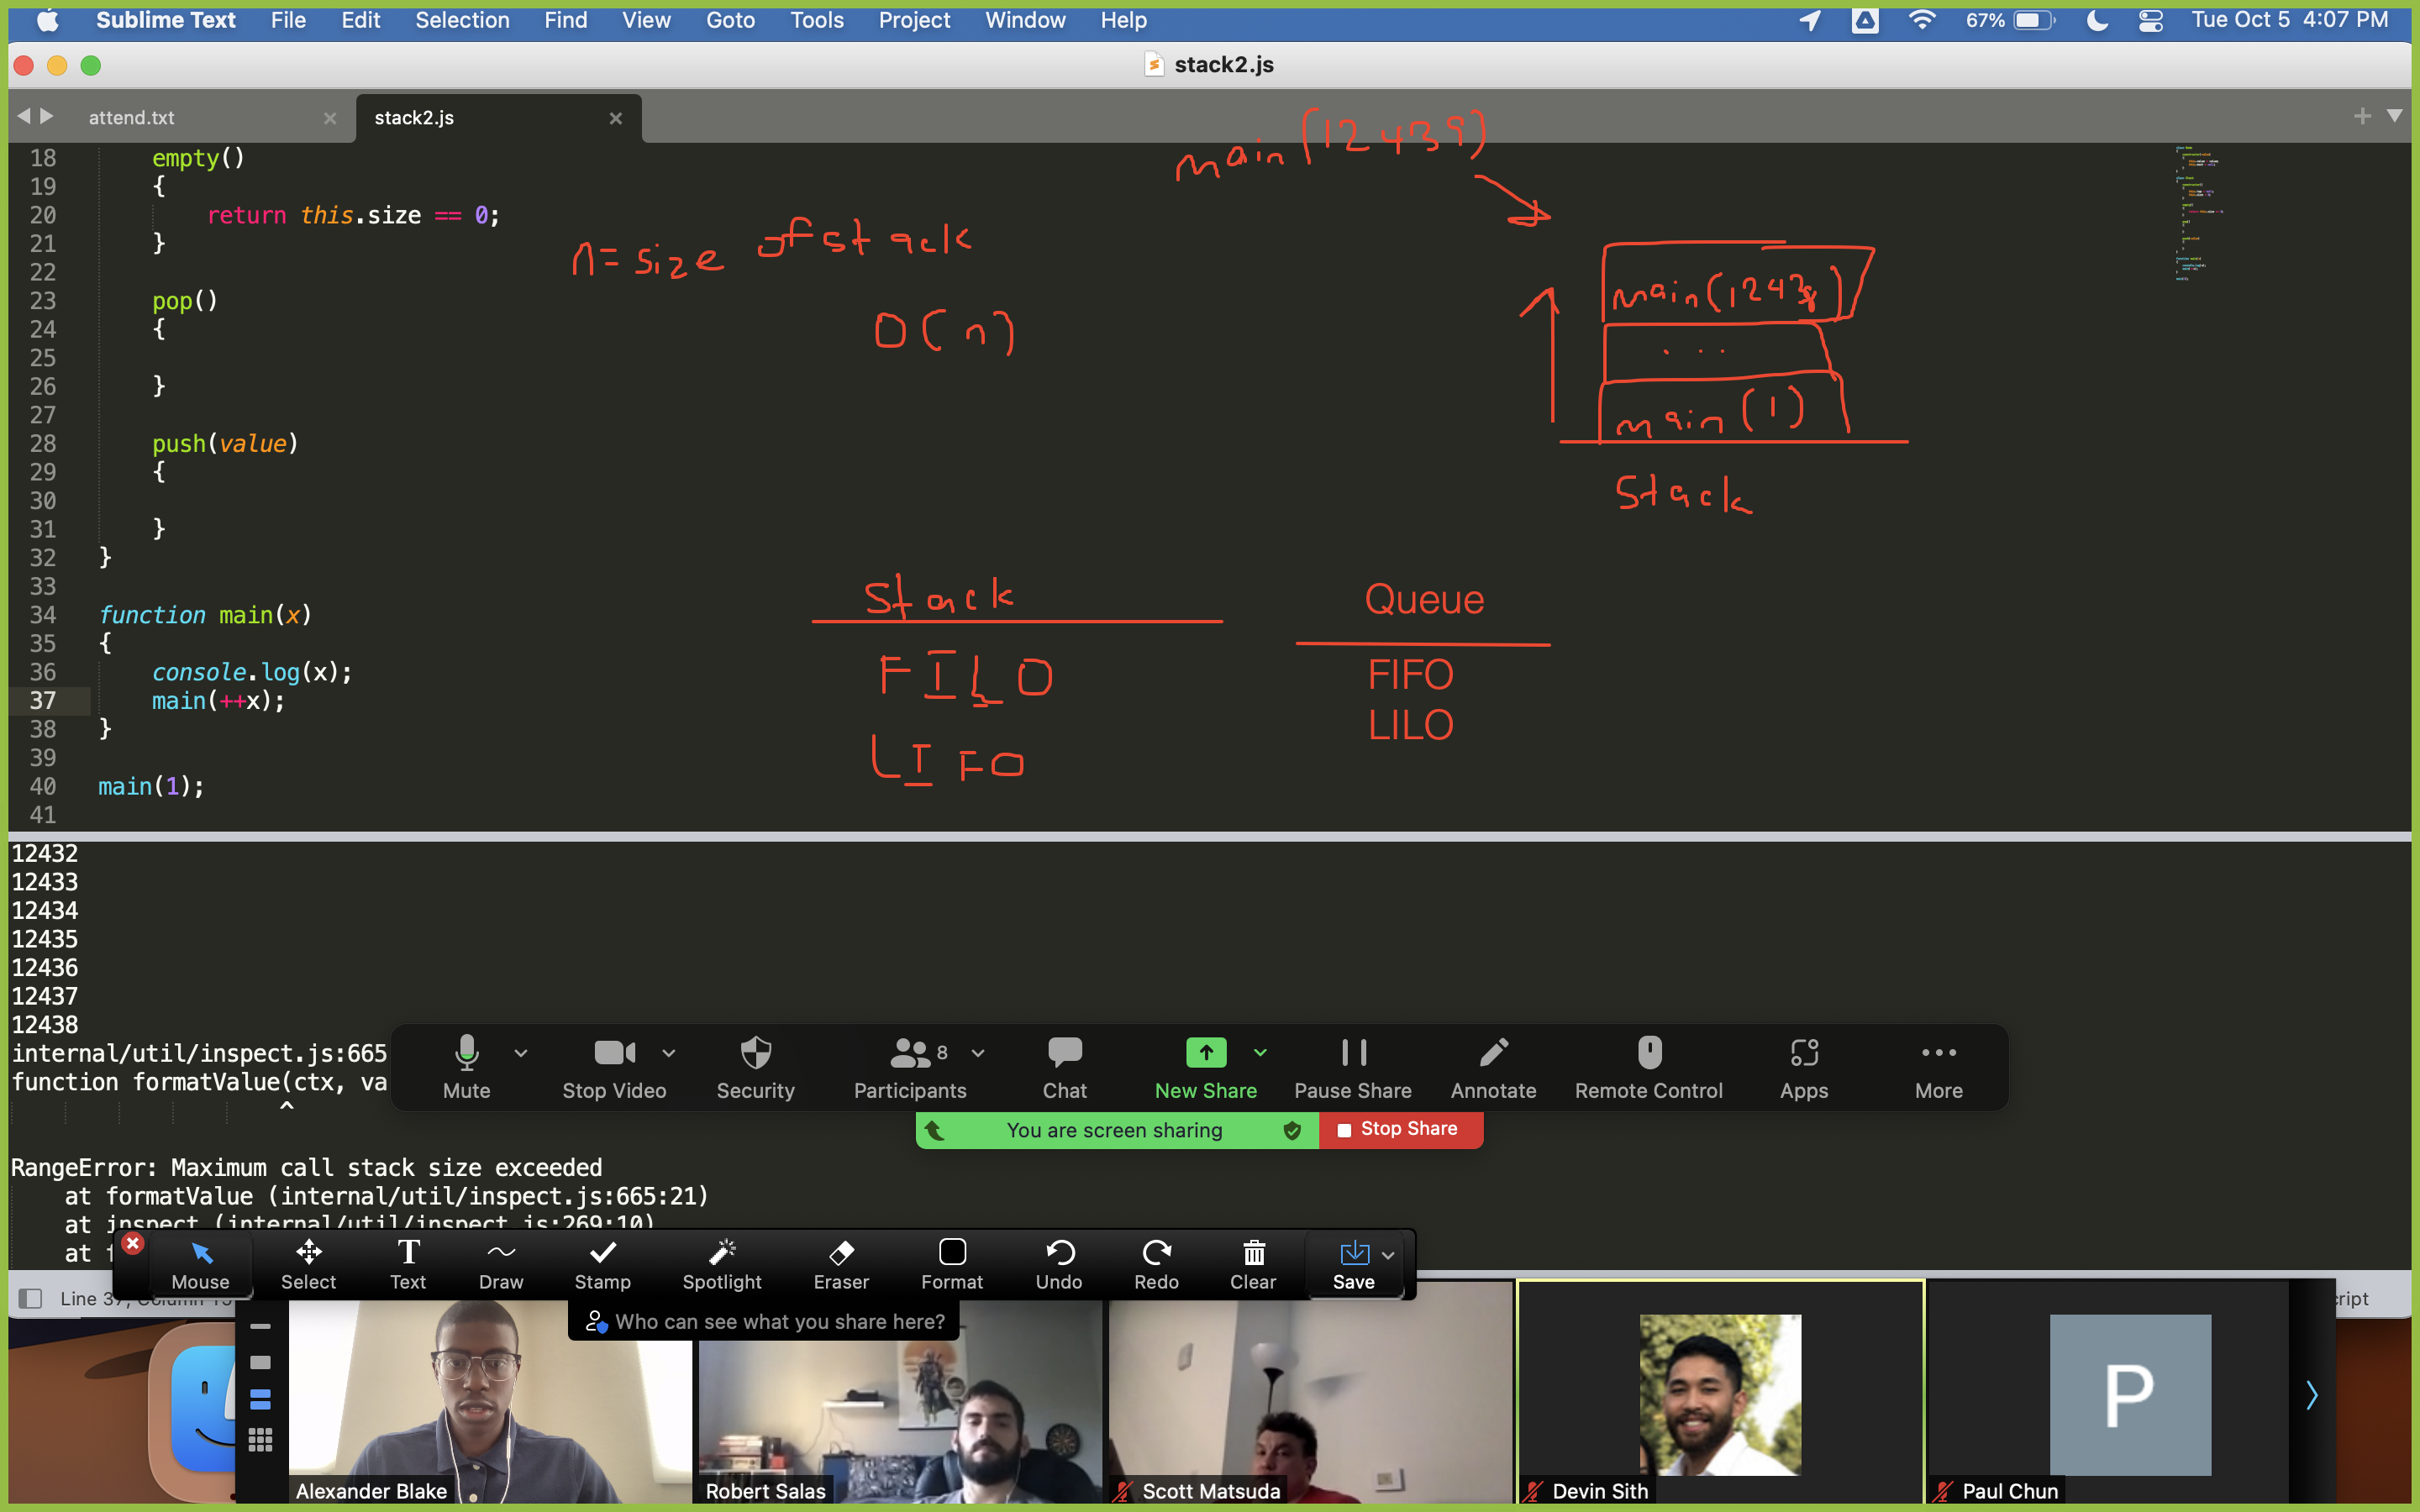 Sublime Text File Edit Selection Find View Goto Tools Project Window Help 67% Tue Oct 5 4:07 PM
stack2.js
attend.txt × stack2.js ×
main(12439)
18 empty()
19 {
20 return this.size == 0;
21 }
22
23 pop()
24 {
25
26 }
27
28 push(value)
29 {
30
31 }
32 }
33
34 function main(x)
35 {
36 console.log(x);
37 main(++x);
38 }
39
40 main(1);
41
n=size of stack
O(n)
main(12438)
...
main(1)
Stack
Stack
FILO
LIFO
Queue
FIFO
LILO
12432
12433
12434
12435
12436
12437
12438
internal/util/inspect.js:665
function formatValue(ctx, va
^
RangeError: Maximum call stack size exceeded
at formatValue (internal/util/inspect.js:665:21)
at inspect (internal/util/inspect.js:269:10)
at f
Mute Stop Video Security 8 Participants Chat New Share Pause Share Annotate Remote Control Apps More
You are screen sharing Stop Share
Mouse Select Text Draw Stamp Spotlight Eraser Format Undo Redo Clear Save
Line 37, Column 15
ript
Who can see what you share here?
P
Alexander Blake Robert Salas Scott Matsuda Devin Sith Paul Chun